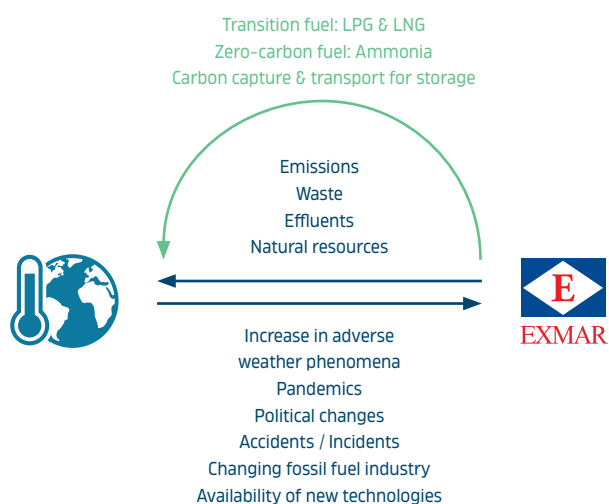 Transition fuel: LPG & LNG
Zero-carbon fuel: Ammonia
Carbon capture & transport for storage
Emissions
Waste
Effluents
Natural resources
E
EXMAR
Increase in adverse
weather phenomena
Pandemics
Political changes
Accidents / Incidents
Changing fossil fuel industry
Availability of new technologies